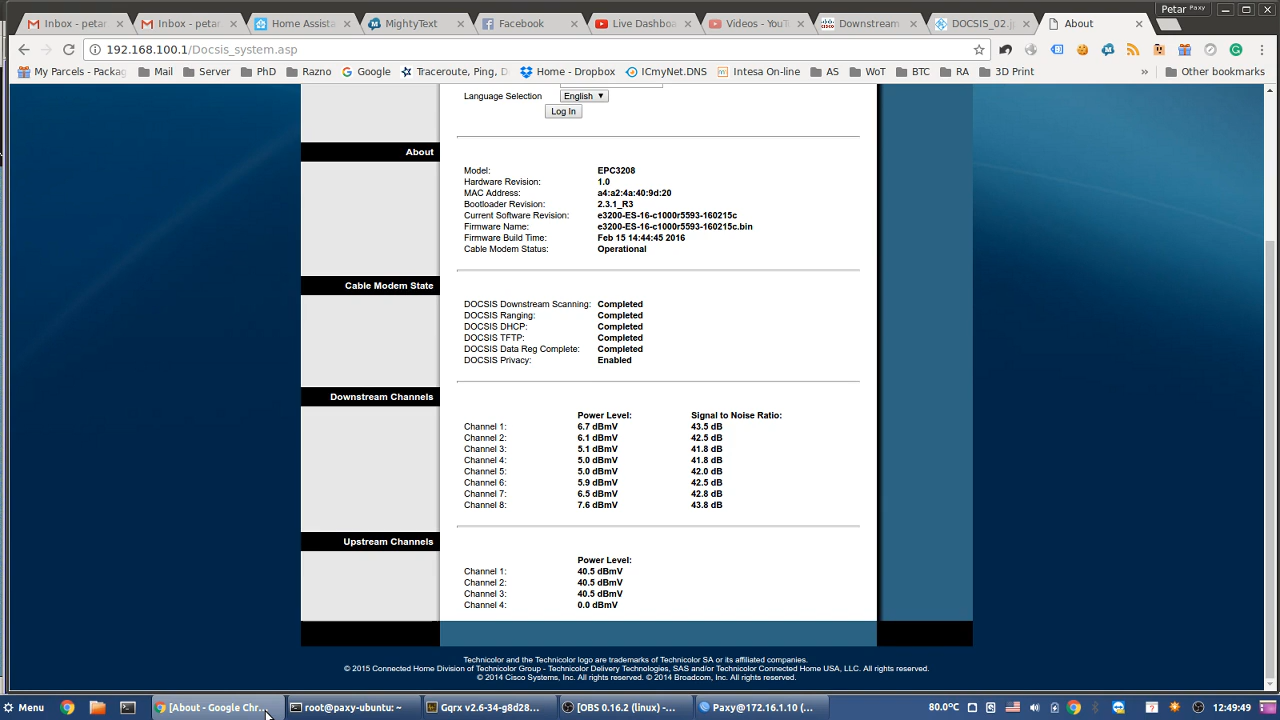 Petar Paxy
Inbox - petar
Inbox - petar
Home Assista
MightyText
Facebook
Live Dashboa
Videos - YouT
Downstream
DOCSIS_02.j
About
192.168.100.1/Docsis_system.asp
My Parcels - Packag
Mail
Server
PhD
Razno
Google
Traceroute, Ping, D
Home - Dropbox
ICmyNet.DNS
Intesa On-line
AS
WoT
BTC
RA
3D Print
»
Other bookmarks
Language Selection English
Log In
About
Model: EPC3208
Hardware Revision: 1.0
MAC Address: a4:a2:4a:40:9d:20
Bootloader Revision: 2.3.1_R3
Current Software Revision: e3200-ES-16-c1000r5593-160215c
Firmware Name: e3200-ES-16-c1000r5593-160215c.bin
Firmware Build Time: Feb 15 14:44:45 2016
Cable Modem Status: Operational
Cable Modem State
DOCSIS Downstream Scanning: Completed
DOCSIS Ranging: Completed
DOCSIS DHCP: Completed
DOCSIS TFTP: Completed
DOCSIS Data Reg Complete: Completed
DOCSIS Privacy: Enabled
Downstream Channels
Power Level: Signal to Noise Ratio:
Channel 1: 6.7 dBmV 43.5 dB
Channel 2: 6.1 dBmV 42.5 dB
Channel 3: 5.1 dBmV 41.8 dB
Channel 4: 5.0 dBmV 41.8 dB
Channel 5: 5.0 dBmV 42.0 dB
Channel 6: 5.9 dBmV 42.5 dB
Channel 7: 6.5 dBmV 42.8 dB
Channel 8: 7.6 dBmV 43.8 dB
Upstream Channels
Power Level:
Channel 1: 40.5 dBmV
Channel 2: 40.5 dBmV
Channel 3: 40.5 dBmV
Channel 4: 0.0 dBmV
Technicolor and the Technicolor logo are trademarks of Technicolor SA or its affiliated companies.
© 2015 Connected Home Division of Technicolor Group - Technicolor Delivery Technologies, SAS and/or Technicolor Connected Home USA, LLC. All rights reserved.
© 2014 Cisco Systems, Inc. All rights reserved. © 2014 Broadcom, Inc. All rights reserved.
Menu
[About - Google Chr...
root@paxy-ubuntu: ~
Gqrx v2.6-34-g8d28...
[OBS 0.16.2 (linux) -...
Paxy@172.16.1.10 (...
80.0°C
12:49:49